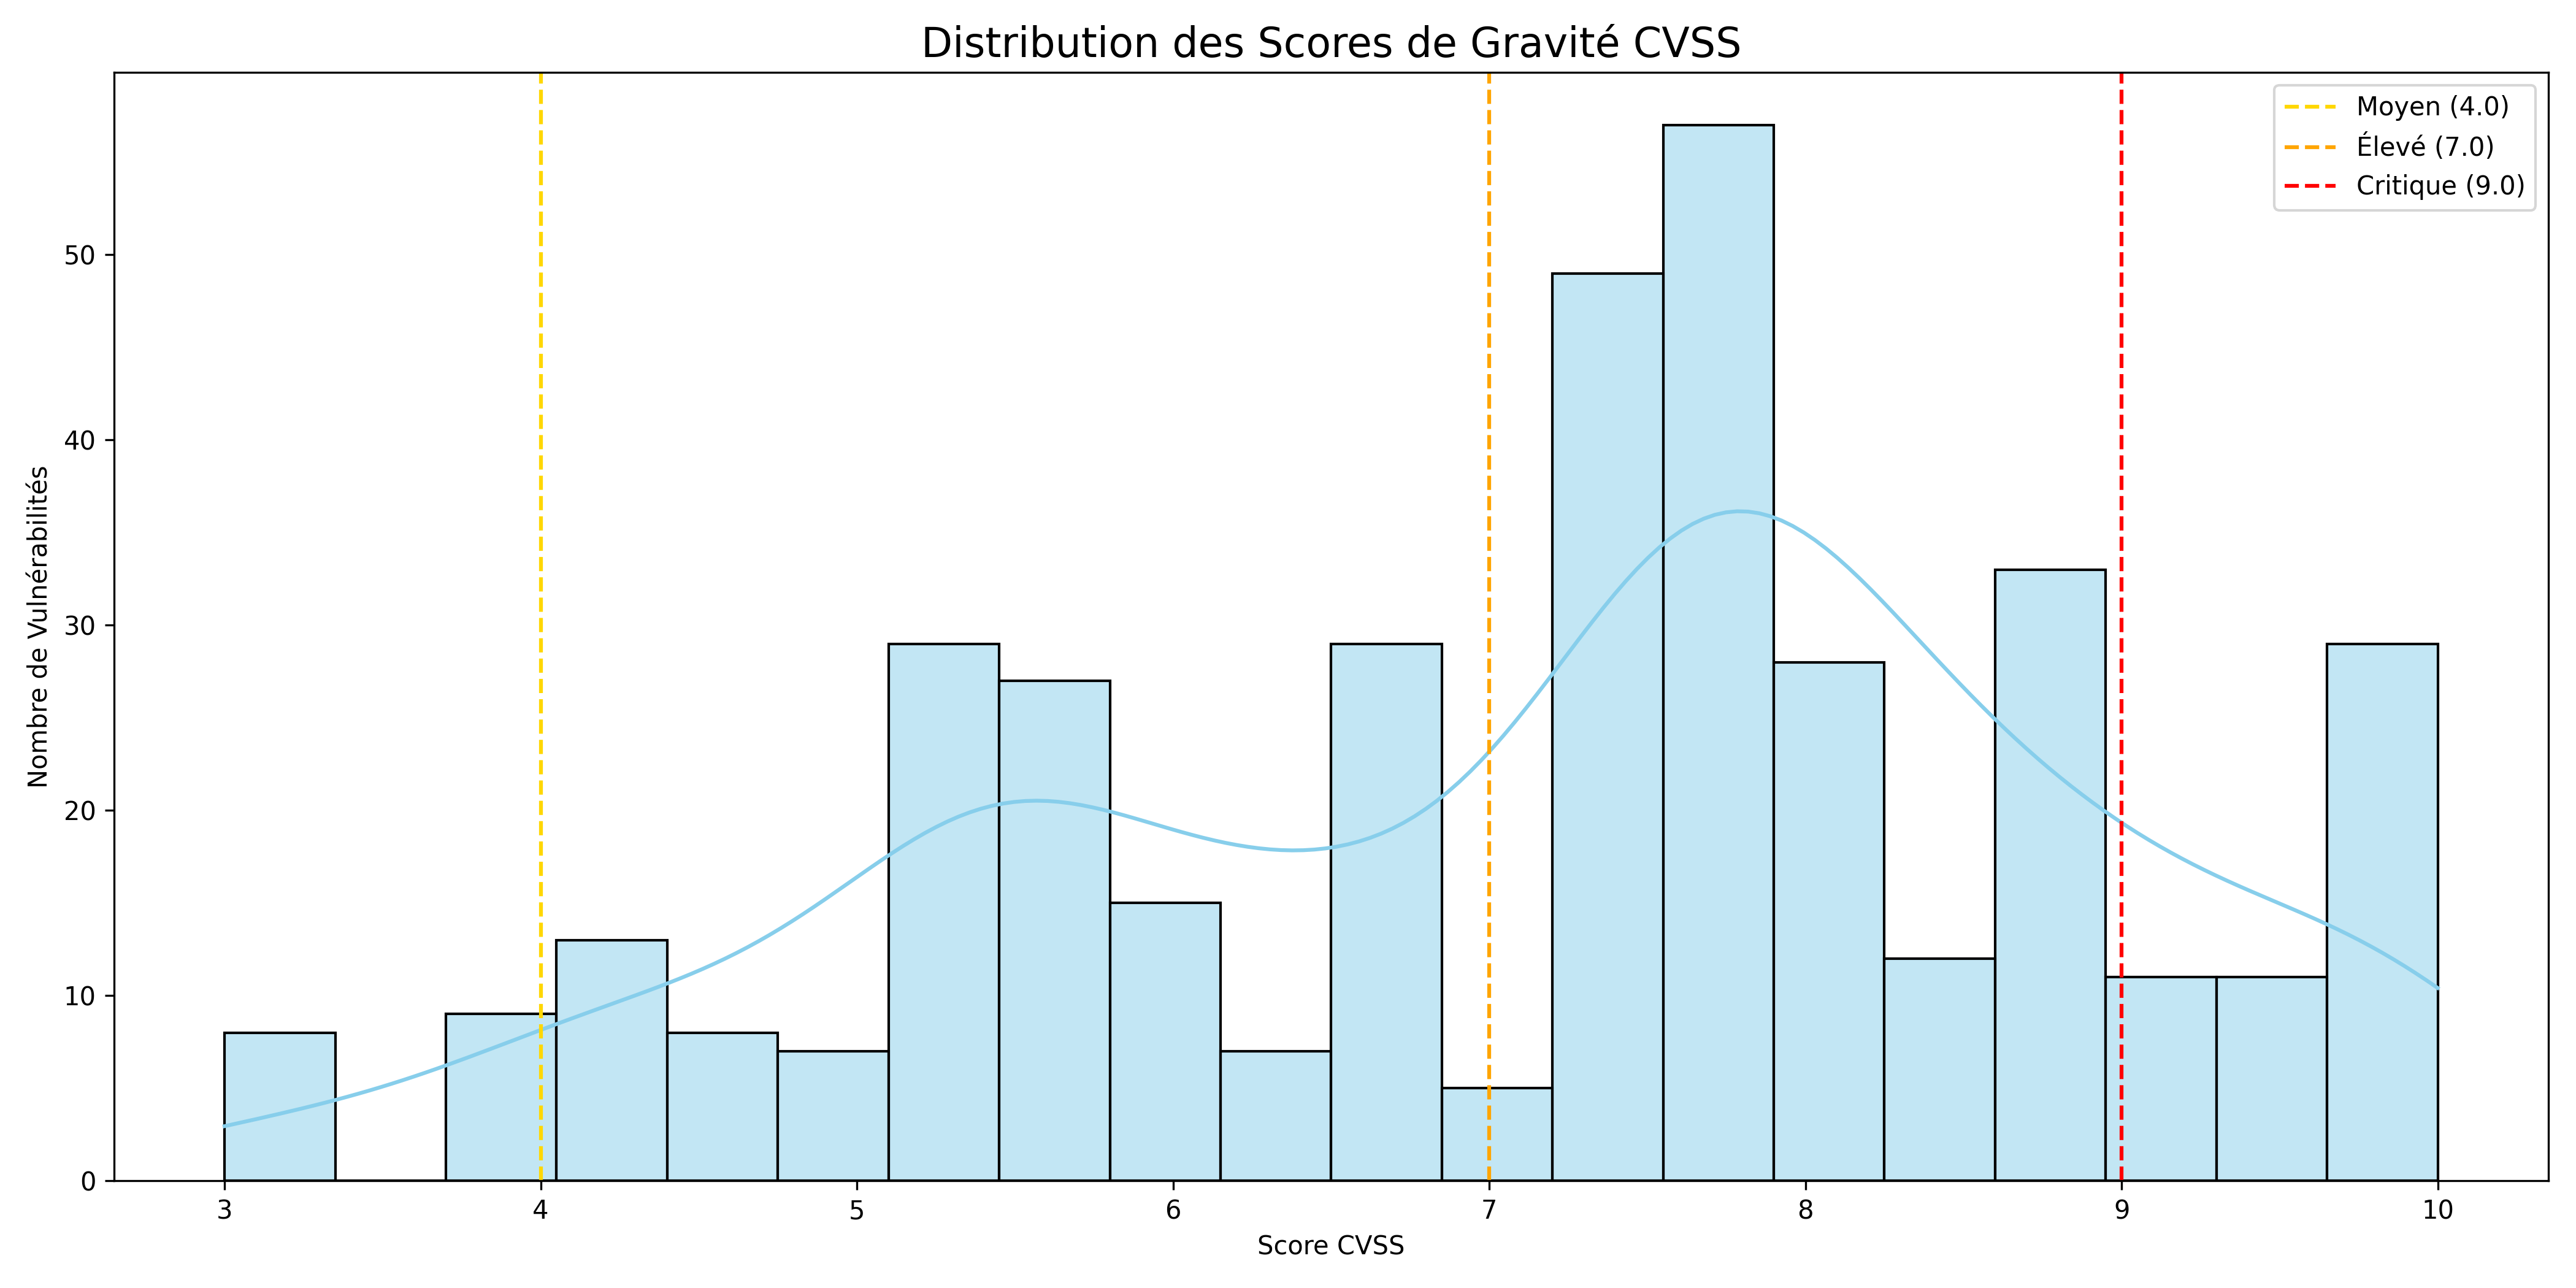 Distribution des Scores de Gravité CVSS
Moyen (4.0)
Élevé (7.0)
Critique (9.0)
Nombre de Vulnérabilités
50
40
30
20
10
0
3 4 5 6 7 8 9 10
Score CVSS